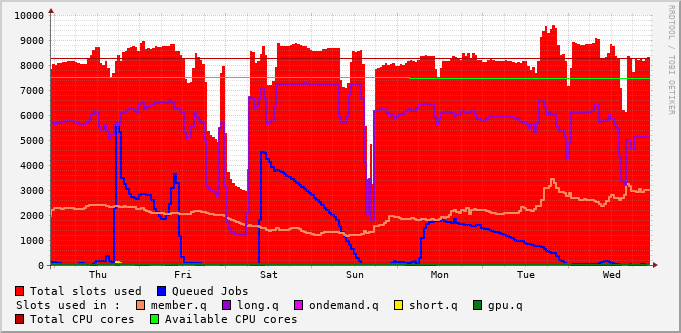 10000
9000
8000
7000
6000
5000
4000
3000
2000
1000
0
Thu Fri Sat Sun Mon Tue Wed
Total slots used Queued Jobs
Slots used in : member.q long.q ondemand.q short.q gpu.q
Total CPU cores Available CPU cores
RRDTOOL / TOBI OETIKER